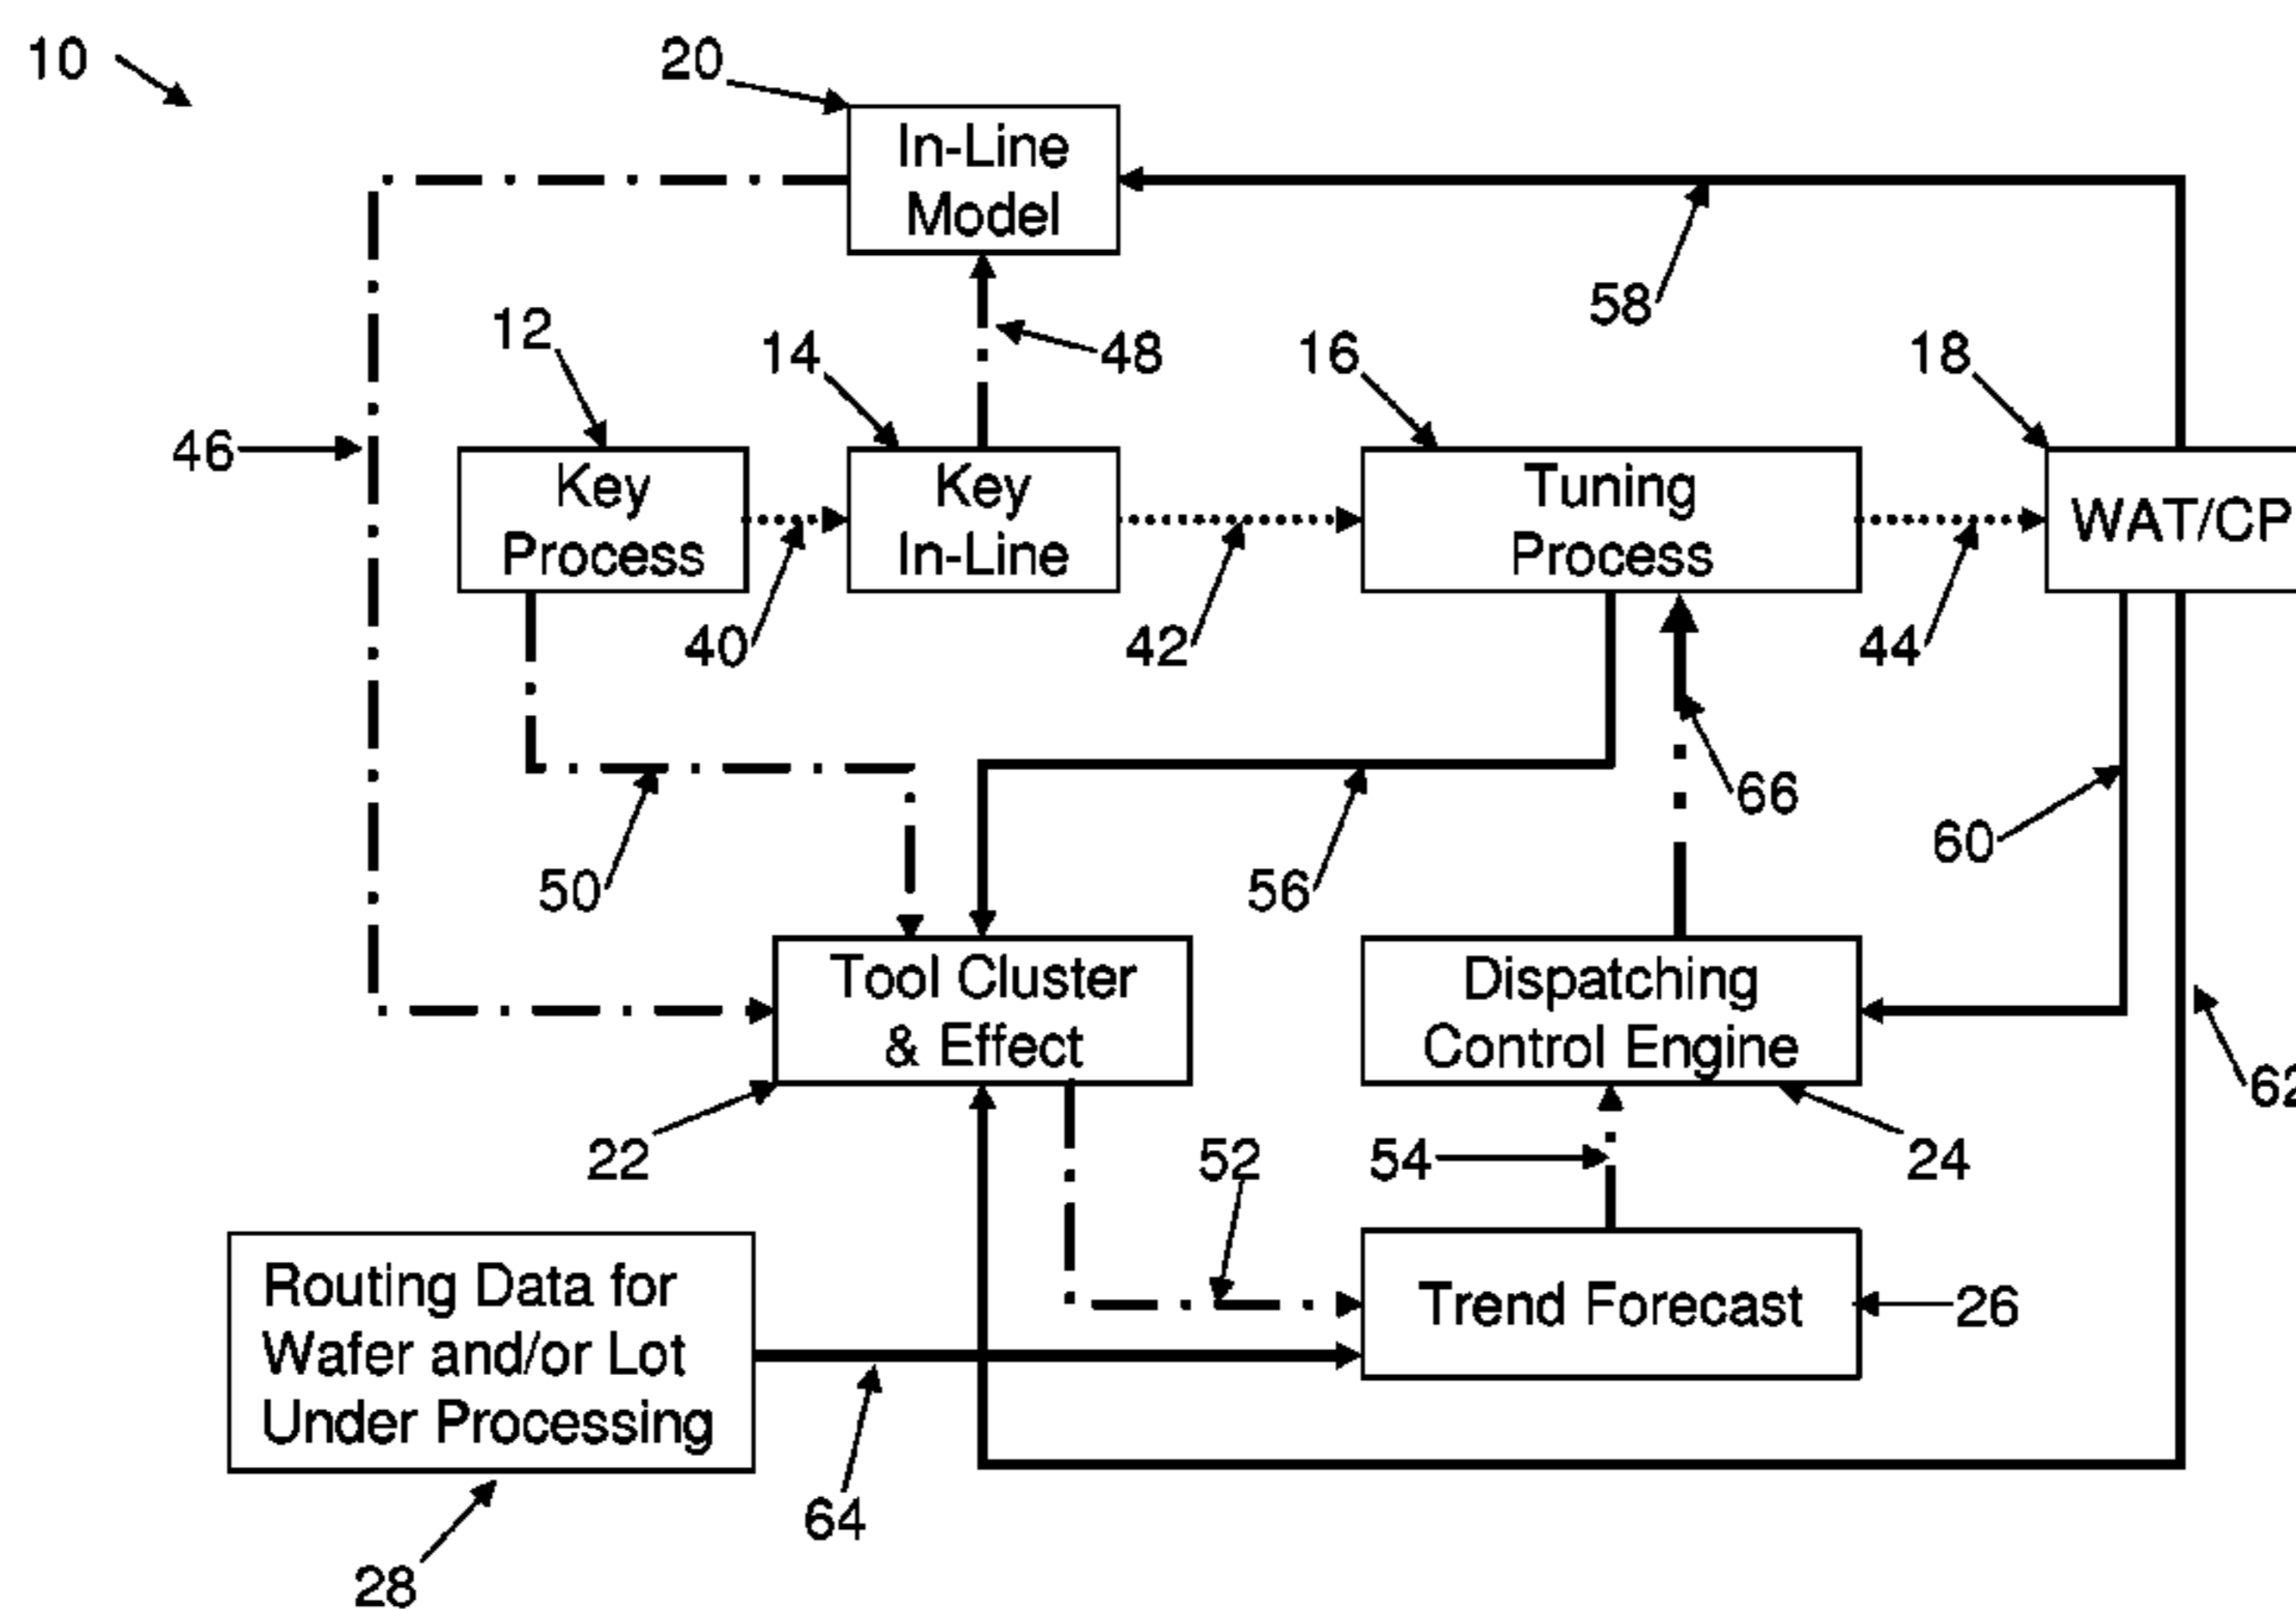 10
20
In-Line
Model
58
12
14
48
16
18
46
Key
Process
Key
In-Line
Tuning
Process
WAT/CP
40
42
44
66
50
56
60
Tool Cluster
& Effect
Dispatching
Control Engine
62
22
52
54
24
Routing Data for
Wafer and/or Lot
Under Processing
Trend Forecast
26
64
28